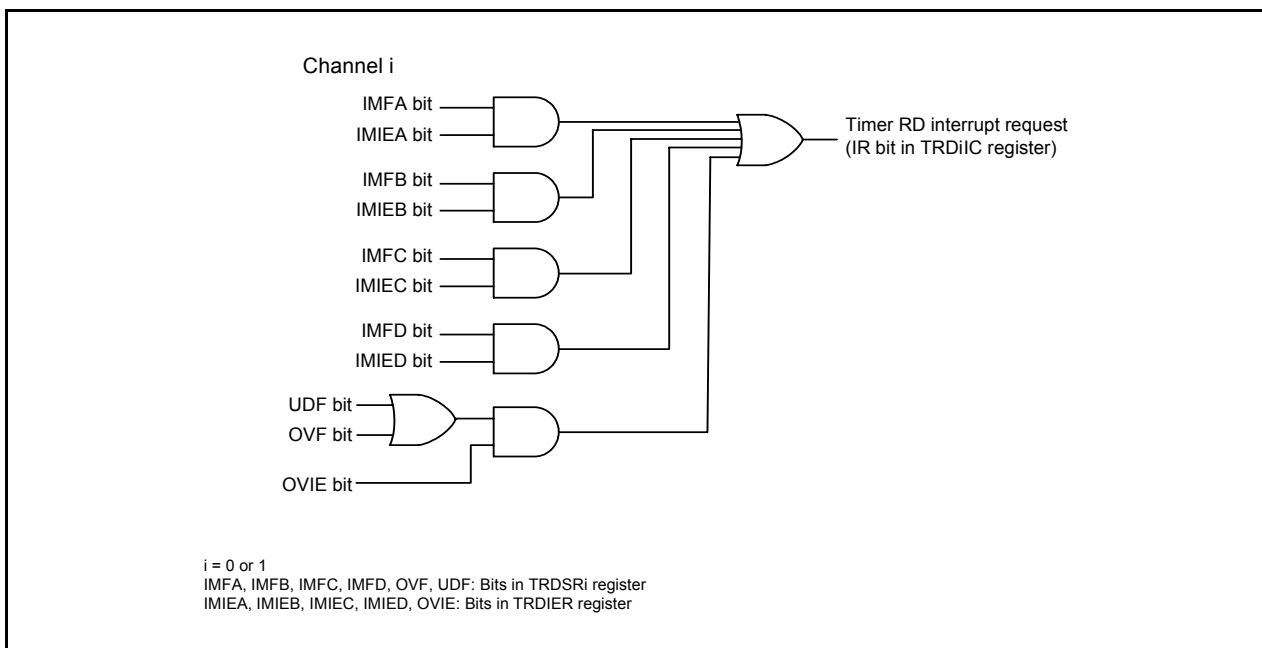 Channel i
IMFA bit
IMIEA bit
Timer RD interrupt request
(IR bit in TRDiIC register)
IMFB bit
IMIEB bit
IMFC bit
IMIEC bit
IMFD bit
IMIED bit
UDF bit
OVF bit
OVIE bit
i = 0 or 1
IMFA, IMFB, IMFC, IMFD, OVF, UDF: Bits in TRDSRi register
IMIEA, IMIEB, IMIEC, IMIED, OVIE: Bits in TRDIER register